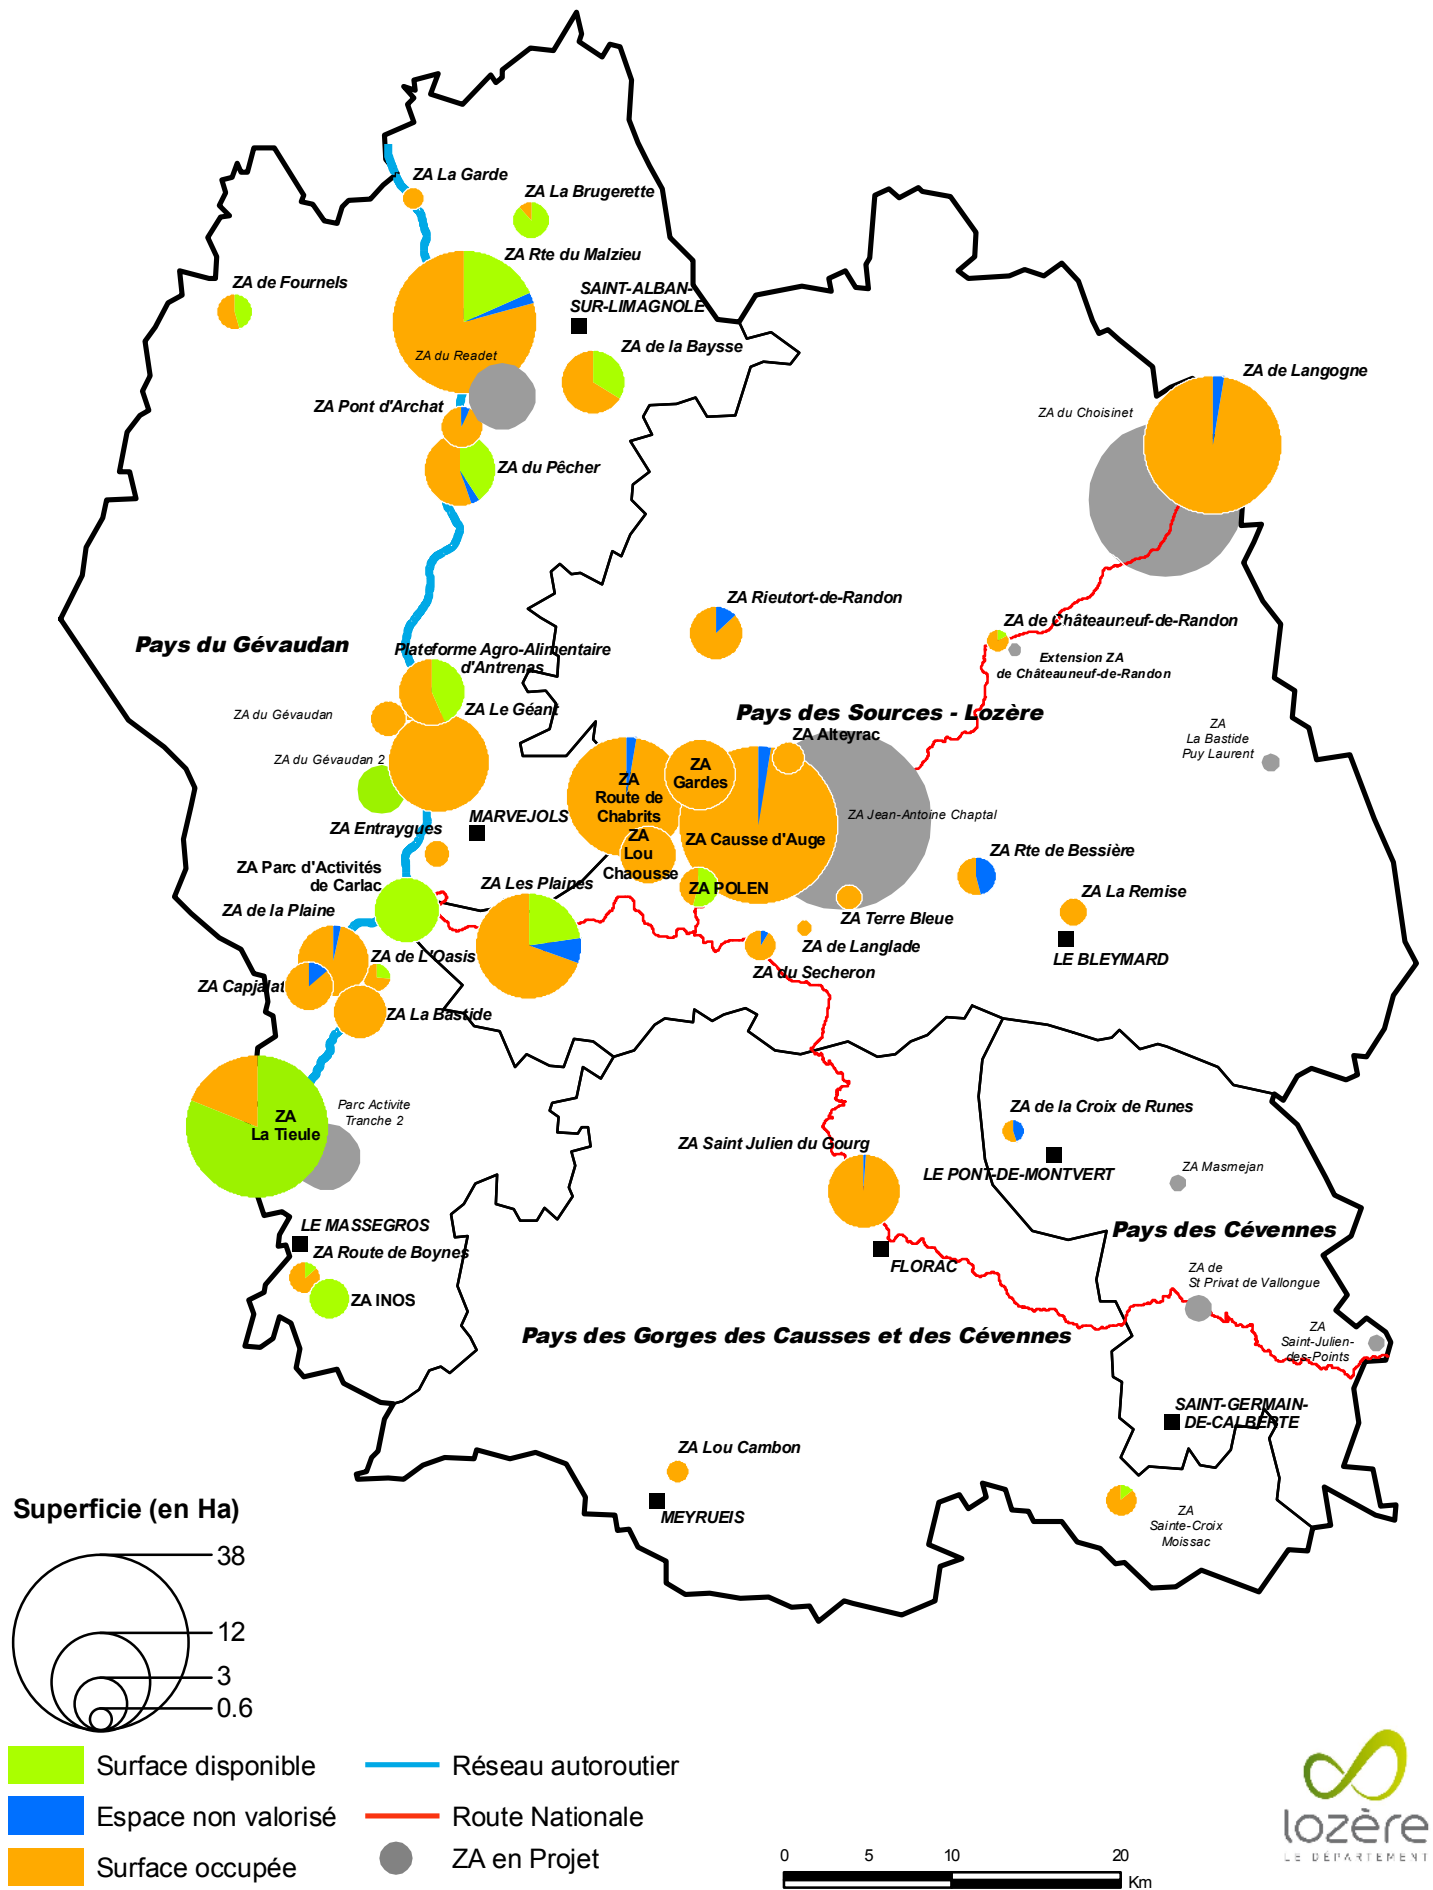 ZA La Garde
ZA La Brugerette
ZA Rte du Malzieu
ZA de Fournels
SAINT-ALBAN-
SUR-LIMAGNOLE
ZA de la Baysse
ZA du Readet
ZA de Langogne
ZA Pont d'Archat
ZA du Choisinet
ZA du Pêcher
ZA Rieutort-de-Randon
ZA de Châteauneuf-de-Randon
Pays du Gévaudan
Plateforme Agro-Alimentaire
d'Antrenas
Extension ZA
de Châteauneuf-de-Randon
ZA Le Géant
ZA du Gévaudan
Pays des Sources - Lozère
ZA
La Bastide
Puy Laurent
ZA Alteyrac
ZA du Gévaudan 2
ZA
Gardes
ZA
Route de
Chabrits
MARVEJOLS
ZA Jean-Antoine Chaptal
ZA Entraygues
ZA Causse d'Auge
ZA
Lou
Chaousse
ZA Rte de Bessière
ZA Parc d'Activités
de Carlac
ZA Les Plaines
ZA POLEN
ZA La Remise
ZA de la Plaine
ZA Terre Bleue
ZA de Langlade
ZA de L'Oasis
LE BLEYMARD
ZA du Secheron
ZA Capjalat
ZA La Bastide
Parc Activite
Tranche 2
ZA
La Tieule
ZA de la Croix de Runes
ZA Saint Julien du Gourg
LE PONT-DE-MONTVERT
ZA Masmejan
LE MASSEGROS
Pays des Cévennes
ZA Route de Boynes
FLORAC
ZA de
St Privat de Vallongue
ZA INOS
Pays des Gorges des Causses et des Cévennes
ZA
Saint-Julien-
des-Points
SAINT-GERMAIN-
DE-CALBERTE
ZA Lou Cambon
MEYRUEIS
ZA
Sainte-Croix
Moissac
Superficie (en Ha)
38
12
3
0.6
Surface disponible
Réseau autoroutier
Espace non valorisé
Route Nationale
Surface occupée
ZA en Projet
0 5 10 20
Km
lozère
LE DÉPARTEMENT